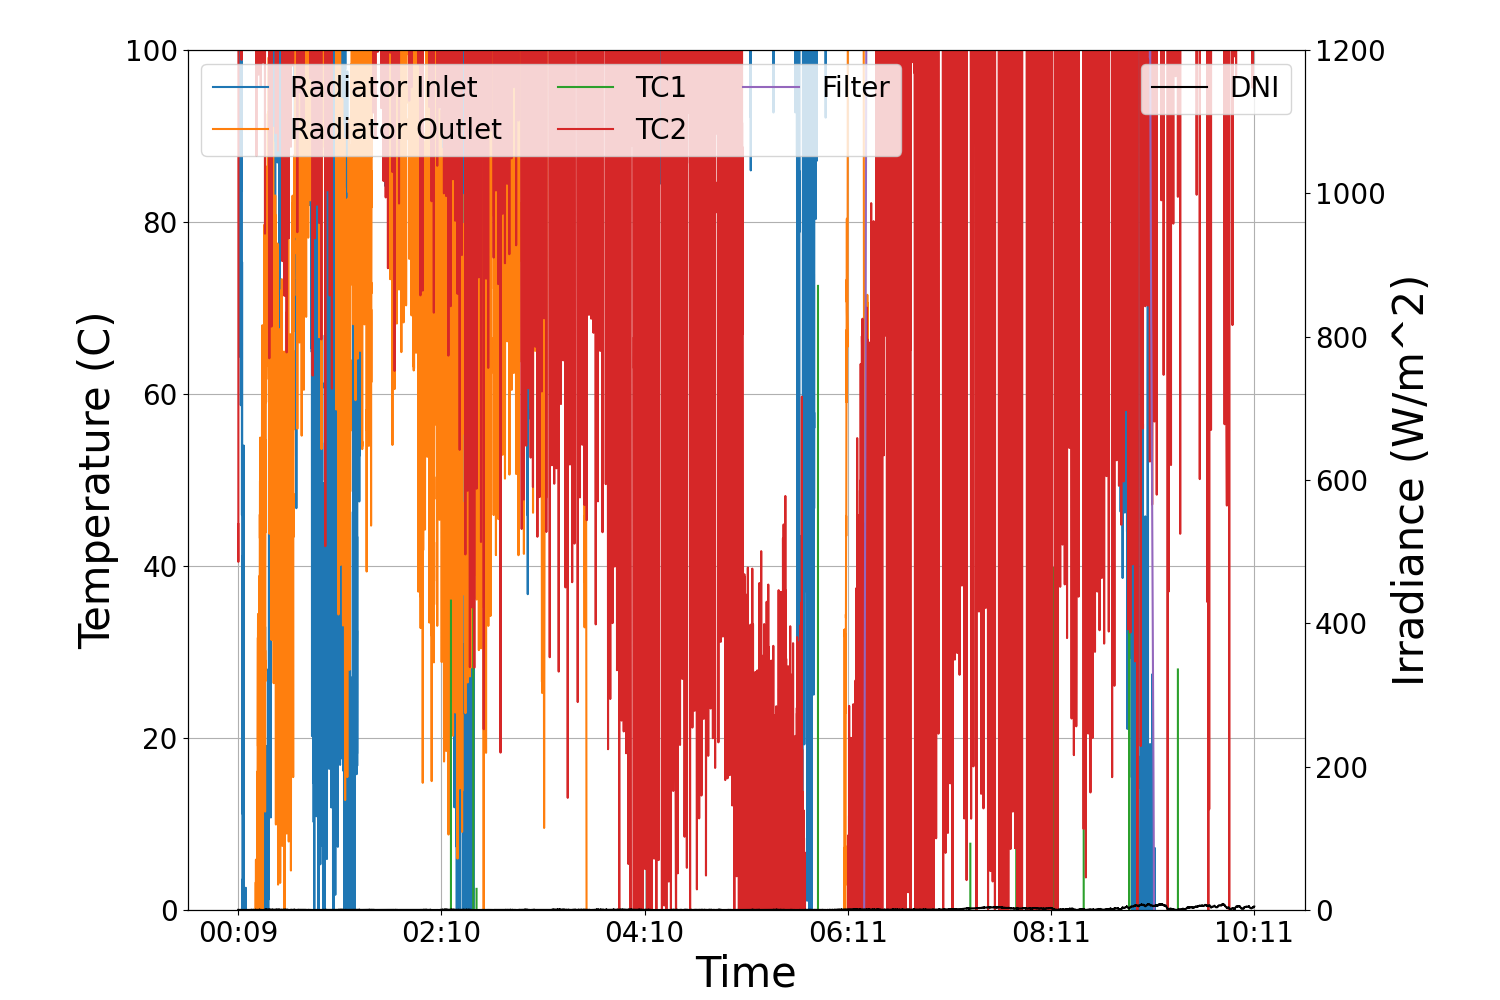 Radiator Inlet
Radiator Outlet
TC1
TC2
Filter
DNI
Temperature (C)
100
80
60
40
20
0
Irradiance (W/m^2)
1200
1000
800
600
400
200
0
00:09 02:10 04:10 06:11 08:11 10:11
Time